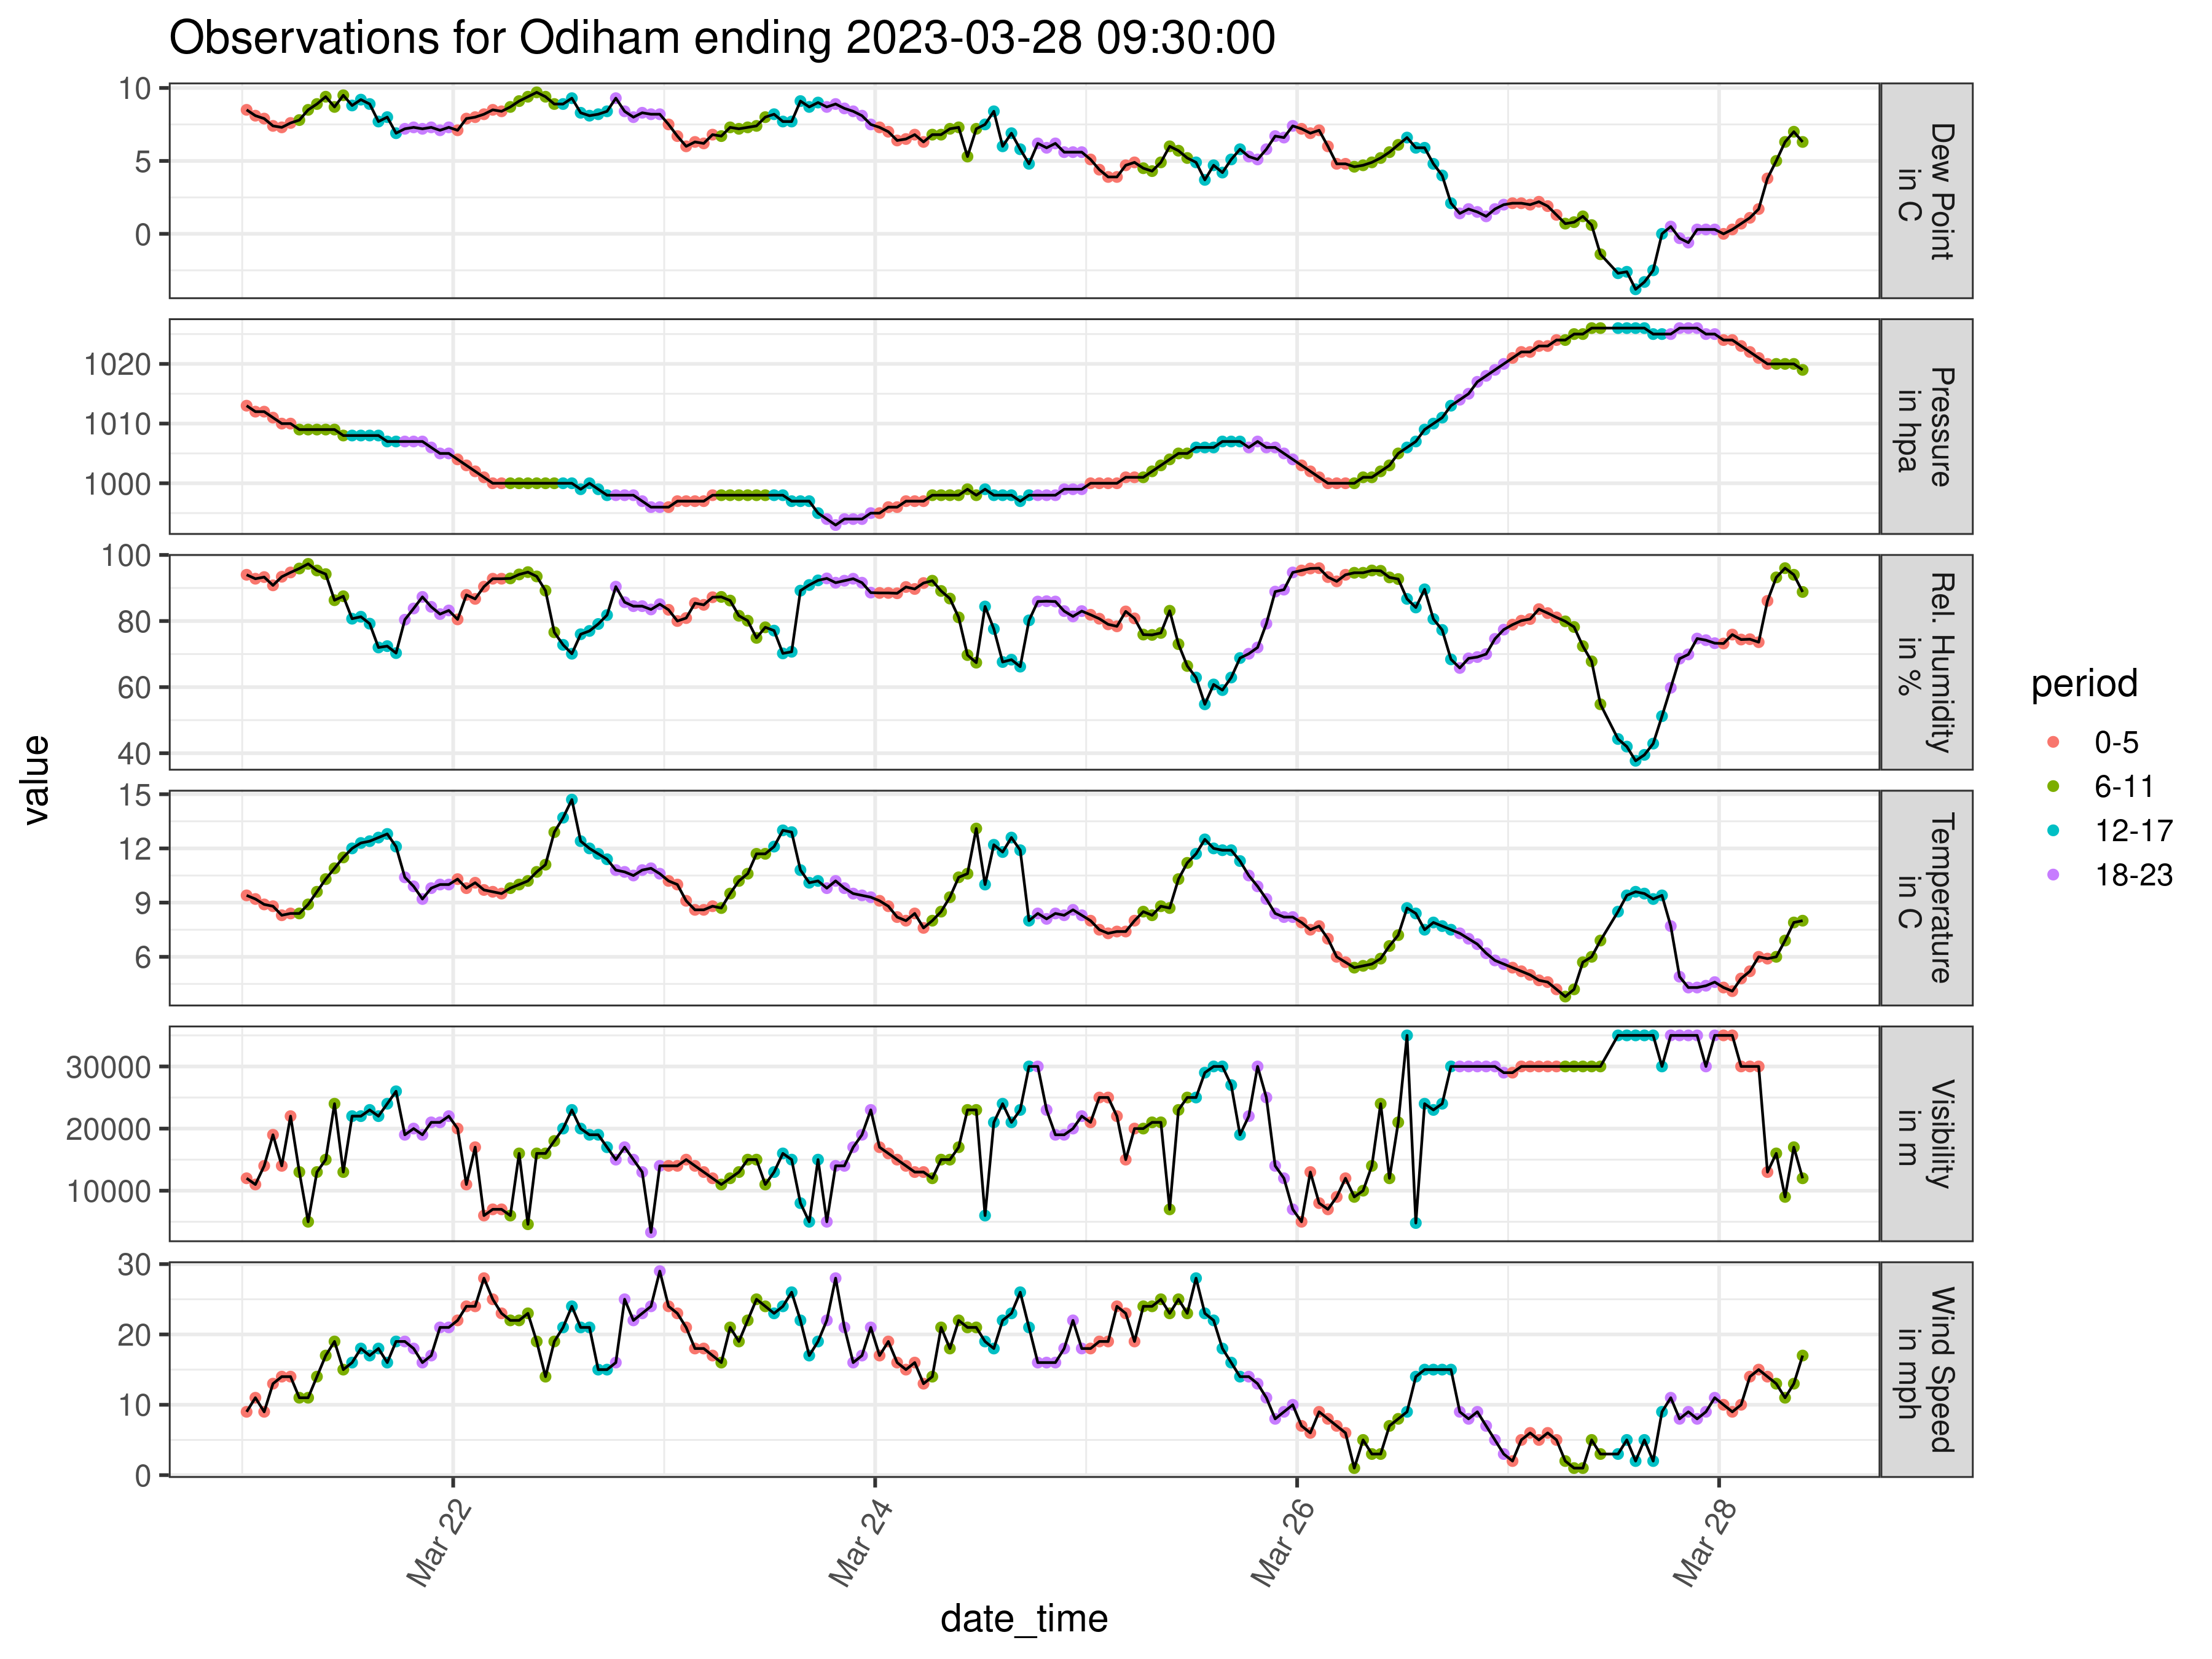 Observations for Odiham ending 2023-03-28 09:30:00
value
10
5
0
Dew Point
in C
1020
1010
1000
Pressure
in hpa
100
80
60
40
Rel. Humidity
in %
15
12
9
6
Temperature
in C
30000
20000
10000
Visibility
in m
30
20
10
0
Wind Speed
in mph
Mar 22
Mar 24
Mar 26
Mar 28
date_time
period
0-5
6-11
12-17
18-23